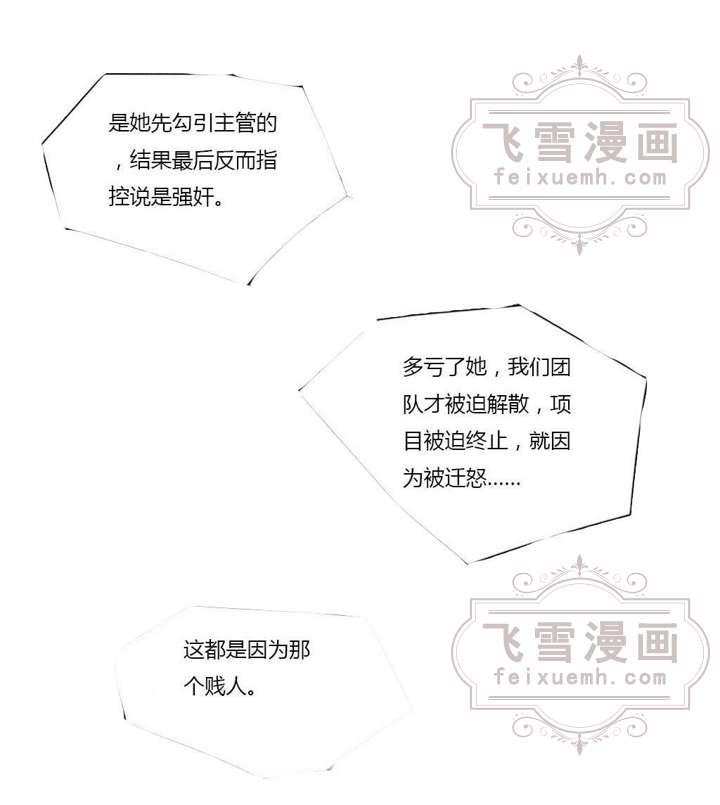 是她先勾引主管的
，结果最后反而指
控说是强奸。
飞雪漫画
feixuemh.com
多亏了她，我们团
队才被迫解散，项
目被迫终止，就因
为被迁怒……
这都是因为那
个贱人。
飞雪漫画
feixuemh.com